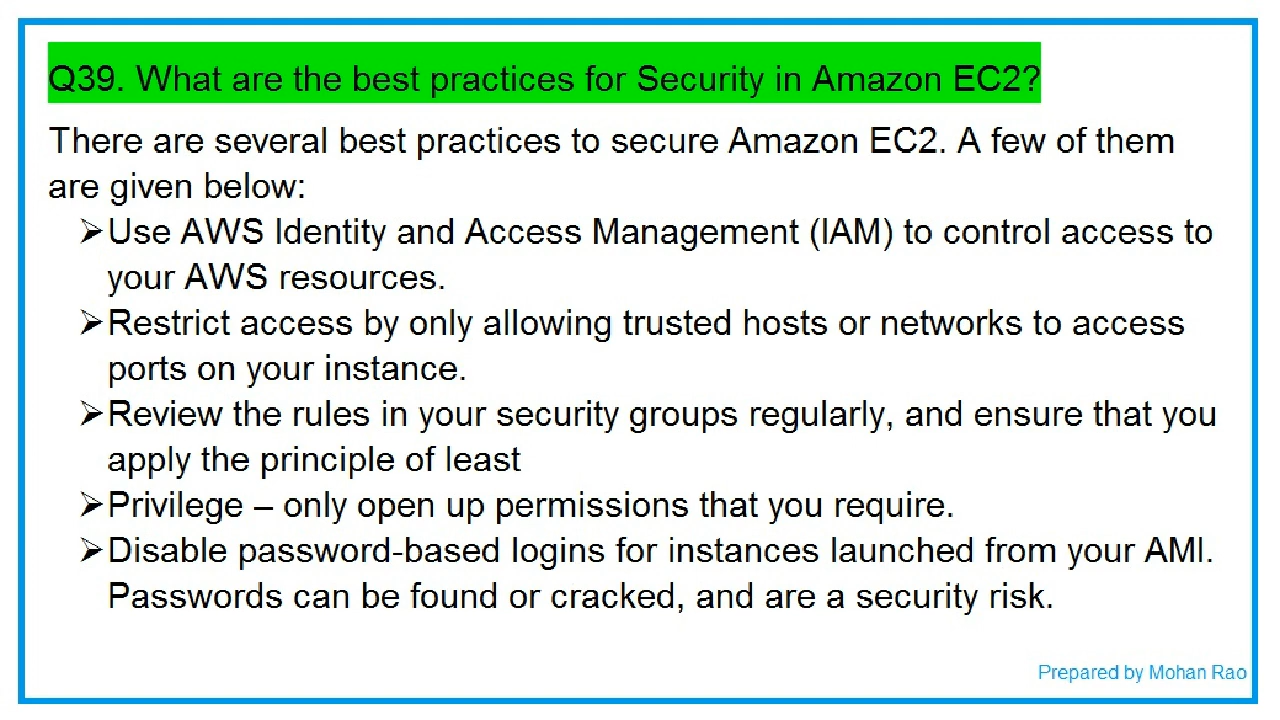 Q39. What are the best practices for Security in Amazon EC2?
There are several best practices to secure Amazon EC2. A few of them
are given below:
➢Use AWS Identity and Access Management (IAM) to control access to
your AWS resources.
➢Restrict access by only allowing trusted hosts or networks to access
ports on your instance.
➢Review the rules in your security groups regularly, and ensure that you
apply the principle of least
➢Privilege – only open up permissions that you require.
➢Disable password-based logins for instances launched from your AMI.
Passwords can be found or cracked, and are a security risk.
Prepared by Mohan Rao